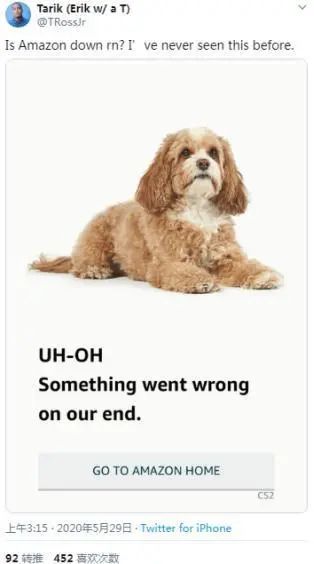 Tarik (Erik w/ a T)
@TRossJr
Is Amazon down rn? I've never seen this before.
UH-OH
Something went wrong
on our end.
GO TO AMAZON HOME
CS2
上午3:15 · 2020年5月29日 · Twitter for iPhone
92 转推 452 喜欢次数